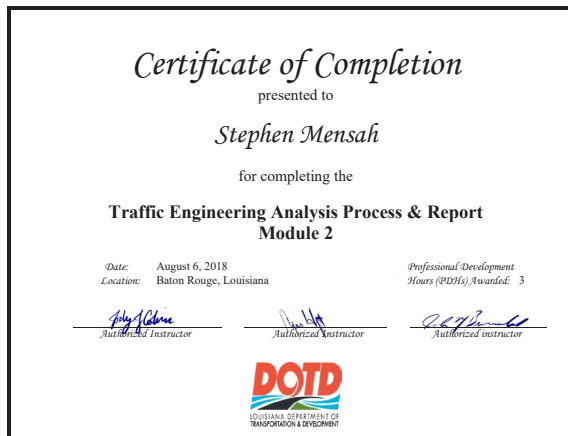 Certificate of Completion
presented to
Stephen Mensah
for completing the
Traffic Engineering Analysis Process & Report
Module 2
Date: August 6, 2018
Location: Baton Rouge, Louisiana
Professional Development
Hours (PDHs) Awarded: 3
Authorized Instructor
Authorized Instructor
Authorized instructor
DOTD
LOUISIANA DEPARTMENT OF
TRANSPORTATION & DEVELOPMENT